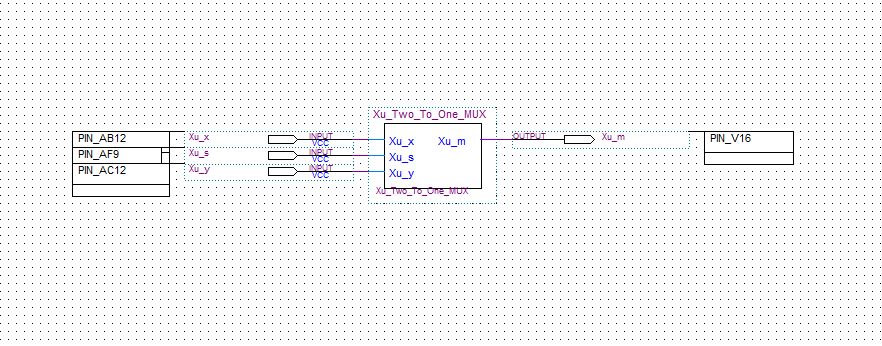 Xu_Two_To_One_MUX
PIN_AB12 Xu_x INPUT VCC
PIN_AF9 Xu_s INPUT VCC
PIN_AC12 Xu_y INPUT VCC
Xu_x Xu_m
Xu_s
Xu_y
Xu_Two_To_One_MUX
OUTPUT Xu_m PIN_V16